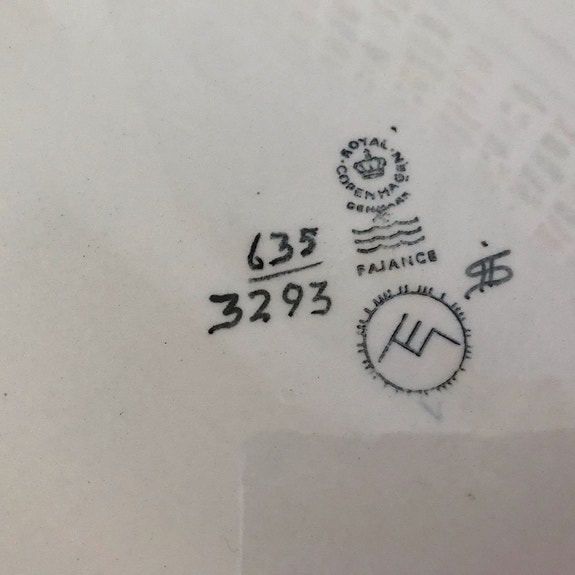 ROYAL COPENHAGEN
DENMARK
FAJANCE
635
3293